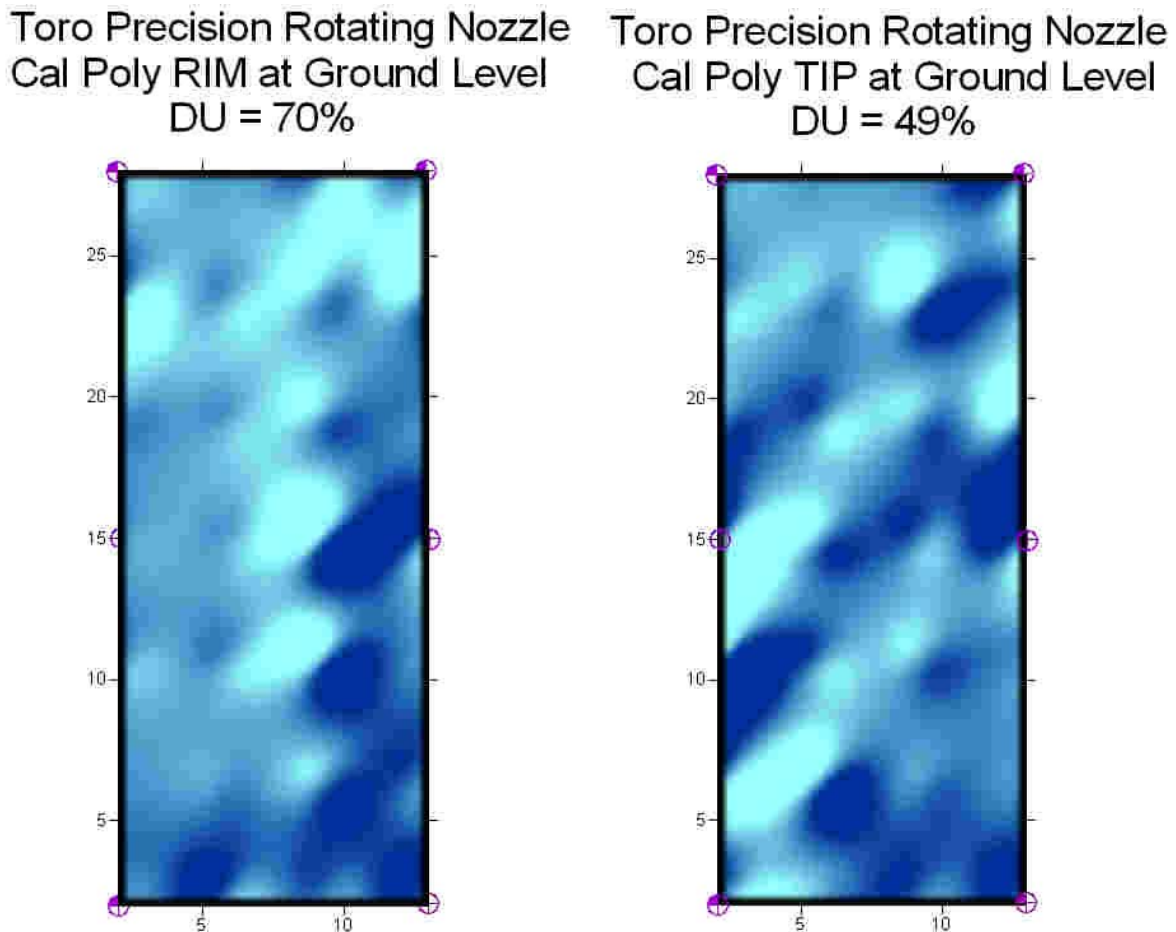 Toro Precision Rotating Nozzle
Cal Poly RIM at Ground Level
DU = 70%
25
20
15
10
5
5 10
Toro Precision Rotating Nozzle
Cal Poly TIP at Ground Level
DU = 49%
25
20
15
10
5
5 10